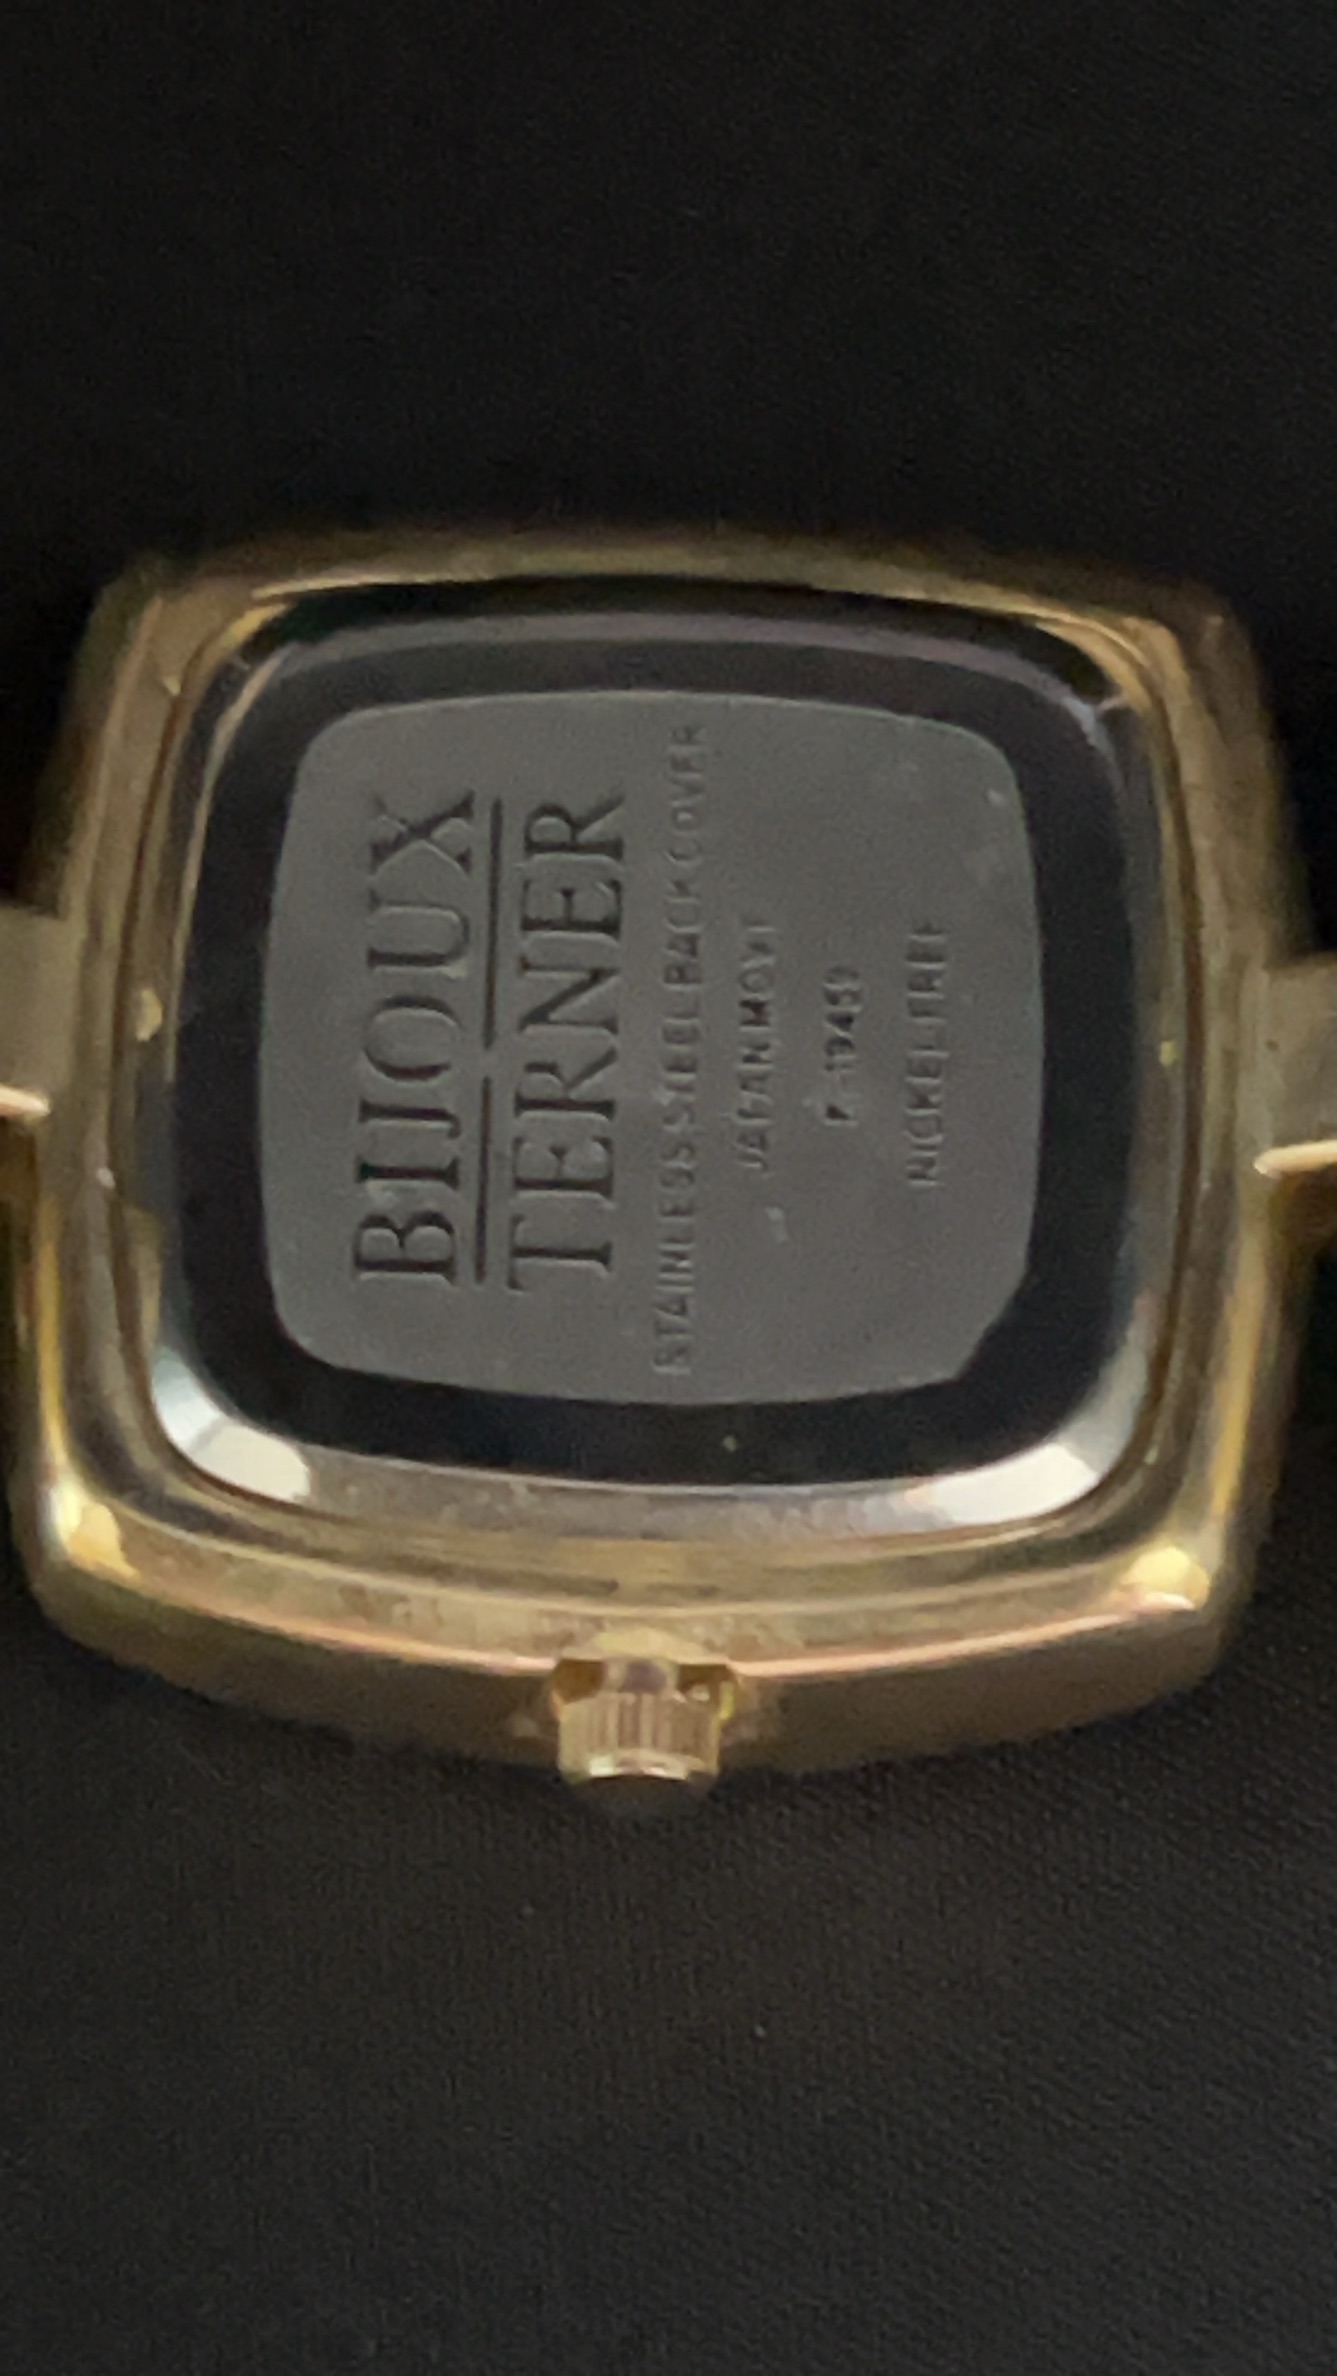 BIJOUX
TERNER
STAINLESS STEEL BACK COVER
JAPAN MOVT
NICKEL FREE